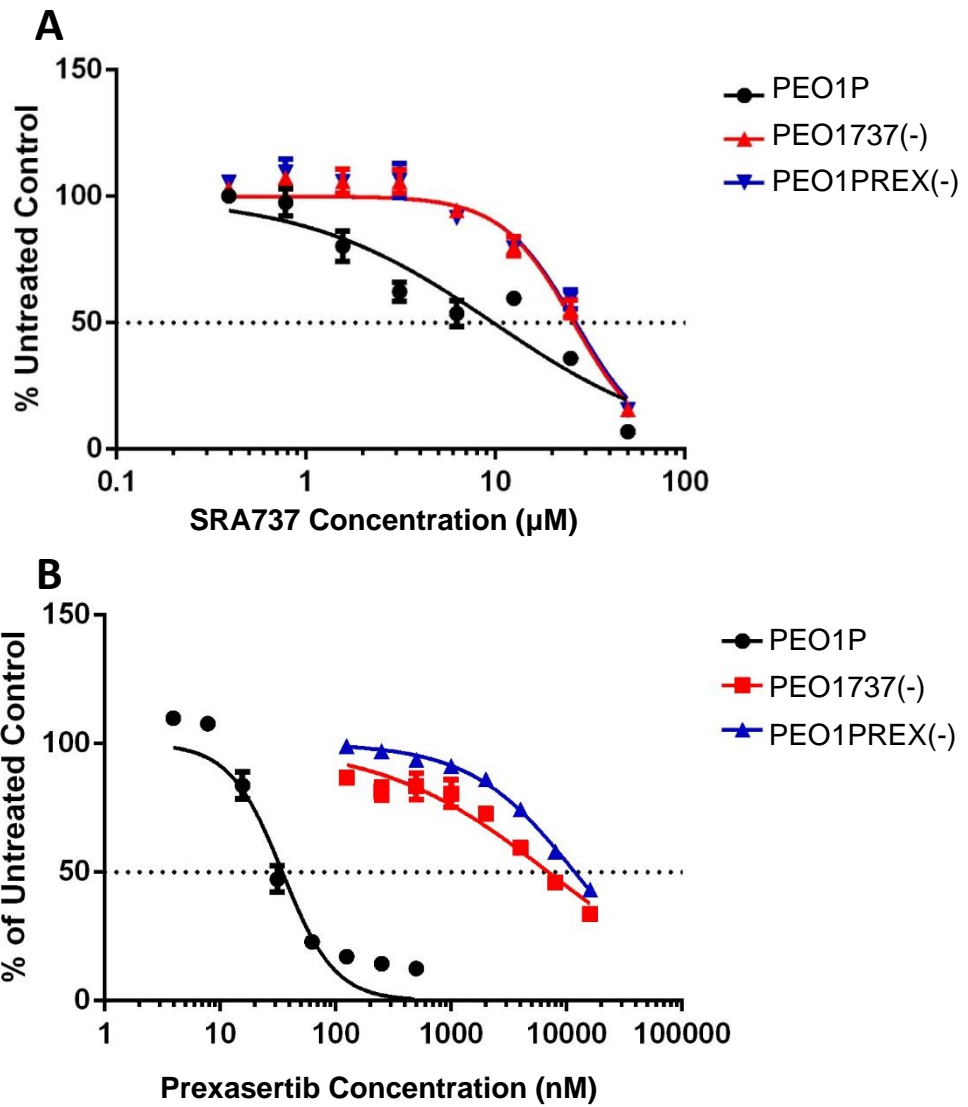 A
150
100
50
0
% Untreated Control
0.1 1 10 100
SRA737 Concentration (µM)
PEO1P
PEO1737(-)
PEO1PREX(-)
B
150
100
50
0
% of Untreated Control
1 10 100 1000 10000 100000
Prexasertib Concentration (nM)
PEO1P
PEO1737(-)
PEO1PREX(-)